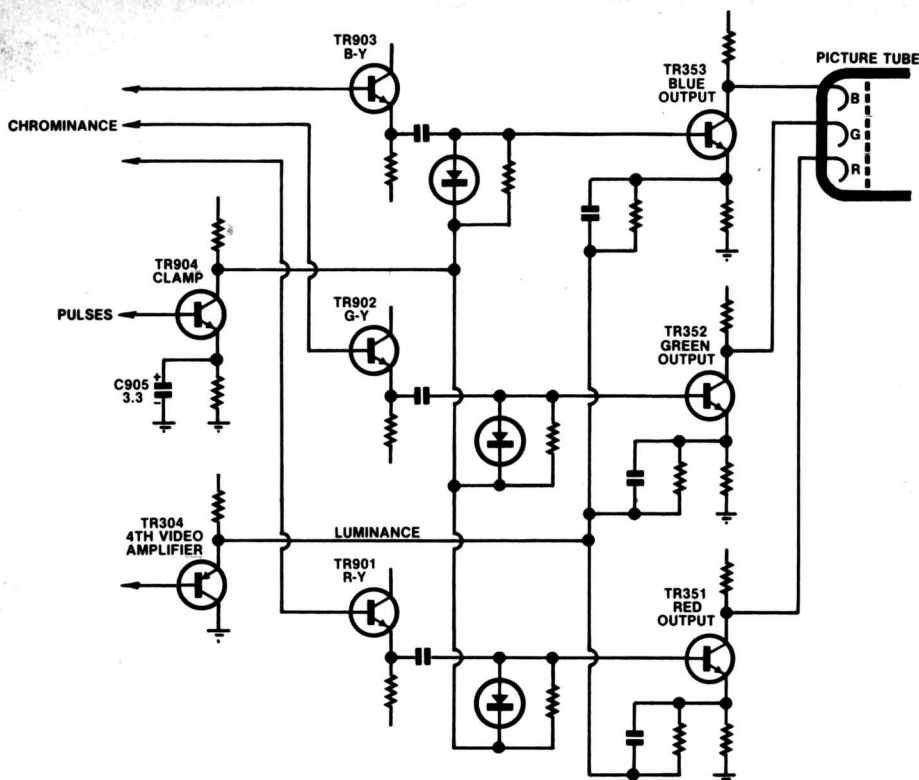 TR903
B-Y
TR353
BLUE
OUTPUT
PICTURE TUBE
B
G
R
CHROMINANCE
TR904
CLAMP
PULSES
C905
3.3
+
−
TR902
G-Y
TR352
GREEN
OUTPUT
TR304
4TH VIDEO
AMPLIFIER
LUMINANCE
TR901
R-Y
TR351
RED
OUTPUT